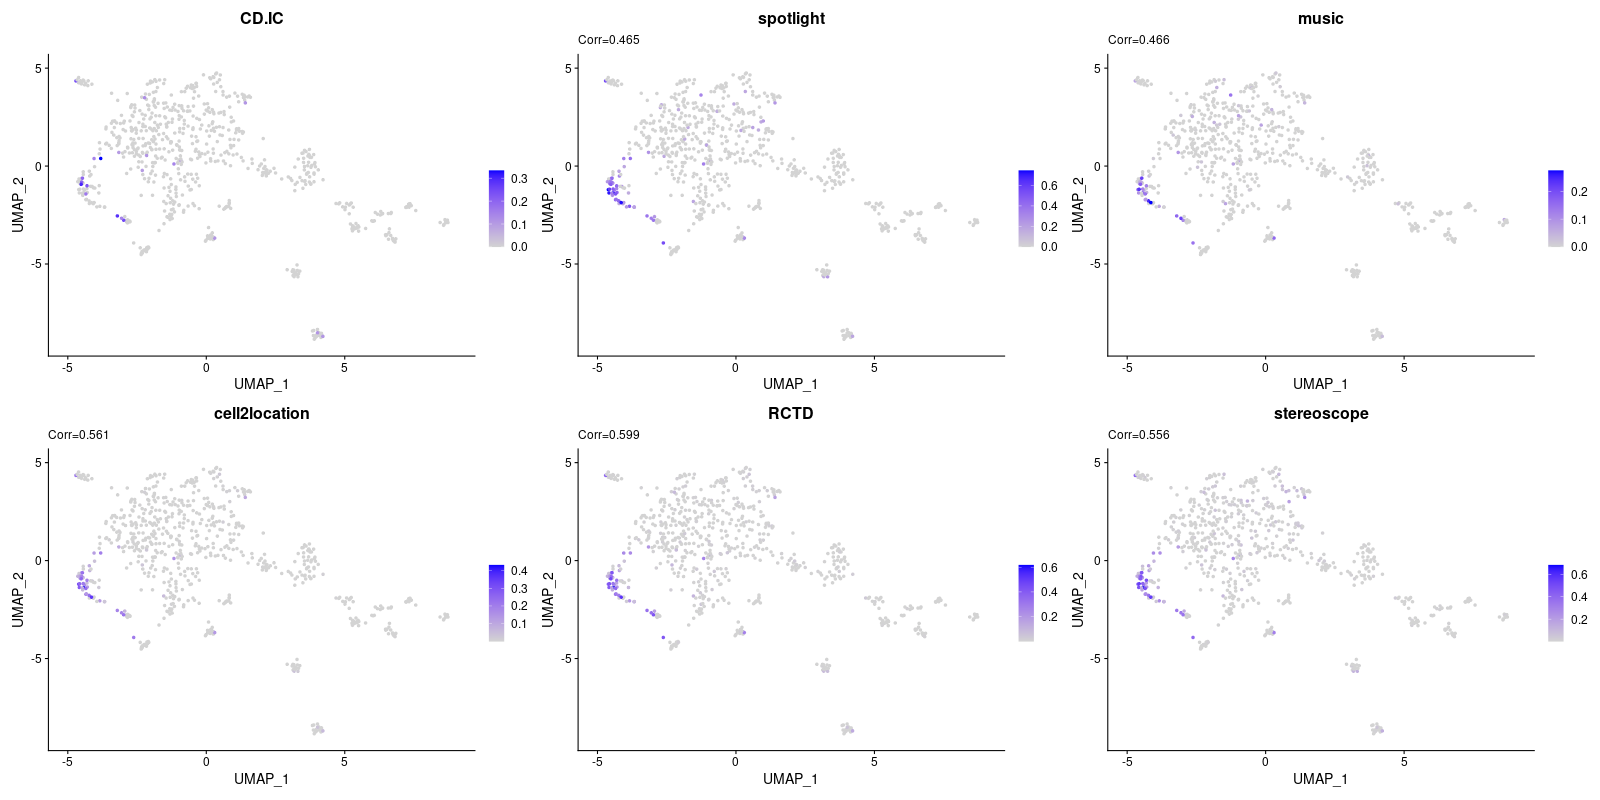 CD.IC
5
0
-5
-5
0
5
UMAP_1
UMAP_2
0.3
0.2
0.1
0.0
spotlight
Corr=0.465
5
0
-5
-5
0
5
UMAP_1
UMAP_2
0.6
0.4
0.2
0.0
music
Corr=0.466
5
0
-5
-5
0
5
UMAP_1
UMAP_2
0.2
0.1
0.0
cell2location
Corr=0.561
5
0
-5
-5
0
5
UMAP_1
UMAP_2
0.4
0.3
0.2
0.1
RCTD
Corr=0.599
5
0
-5
-5
0
5
UMAP_1
UMAP_2
0.6
0.4
0.2
stereoscope
Corr=0.556
5
0
-5
-5
0
5
UMAP_1
UMAP_2
0.6
0.4
0.2